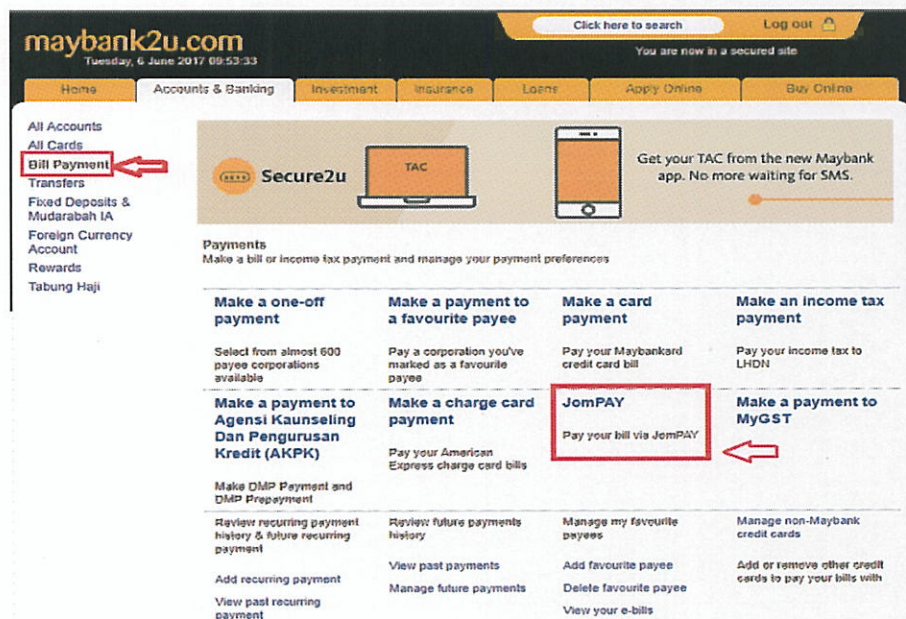 maybank2u.com
Tuesday, 6 June 2017 09:53:33
Click here to search
Log out
You are now in a secured site
Home
Accounts & Banking
Investment
Insurance
Loans
Apply Online
Buy Online
All Accounts
All Cards
Bill Payment
Transfers
Fixed Deposits &
Mudarabah IA
Foreign Currency
Account
Rewards
Tabung Haji
Secure2u
TAC
Get your TAC from the new Maybank
app. No more waiting for SMS.
Payments
Make a bill or income tax payment and manage your payment preferences
Make a one-off
payment
Select from almost 600
payee corporations
available
Make a payment to
a favourite payee
Pay a corporation you've
marked as a favourite
payee
Make a card
payment
Pay your Maybankard
credit card bill
Make an income tax
payment
Pay your income tax to
LHDN
Make a payment to
Agensi Kaunseling
Dan Pengurusan
Kredit (AKPK)
Make DMP Payment and
DMP Prepayment
Make a charge card
payment
Pay your American
Express charge card bills
JomPAY
Pay your bill via JomPAY
Make a payment to
MyGST
Review recurring payment
history & future recurring
payment
Add recurring payment
View past recurring
payment
Review future payments
history
View past payments
Manage future payments
Manage my favourite
payees
Add favourite payee
Delete favourite payee
View your e-bills
Manage non-Maybank
credit cards
Add or remove other credit
cards to pay your bills with